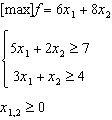 [max]f = 6x₁ + 8x₂
5x₁ + 2x₂ ≥ 7
3x₁ + x₂ ≥ 4
x₁,₂ ≥ 0